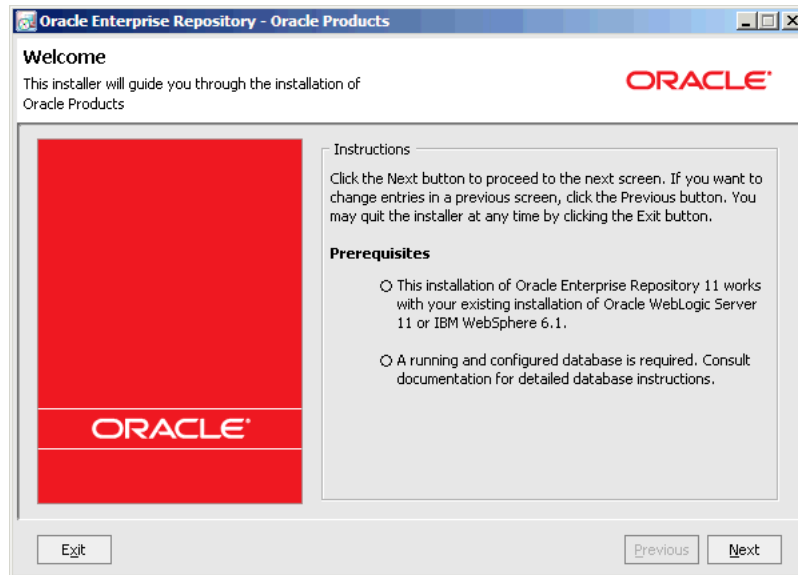 Oracle Enterprise Repository - Oracle Products
Welcome
This installer will guide you through the installation of
Oracle Products
ORACLE
Instructions
Click the Next button to proceed to the next screen. If you want to
change entries in a previous screen, click the Previous button. You
may quit the installer at any time by clicking the Exit button.
Prerequisites
This installation of Oracle Enterprise Repository 11 works
with your existing installation of Oracle WebLogic Server
11 or IBM WebSphere 6.1.
A running and configured database is required. Consult
documentation for detailed database instructions.
ORACLE
Exit
Previous
Next